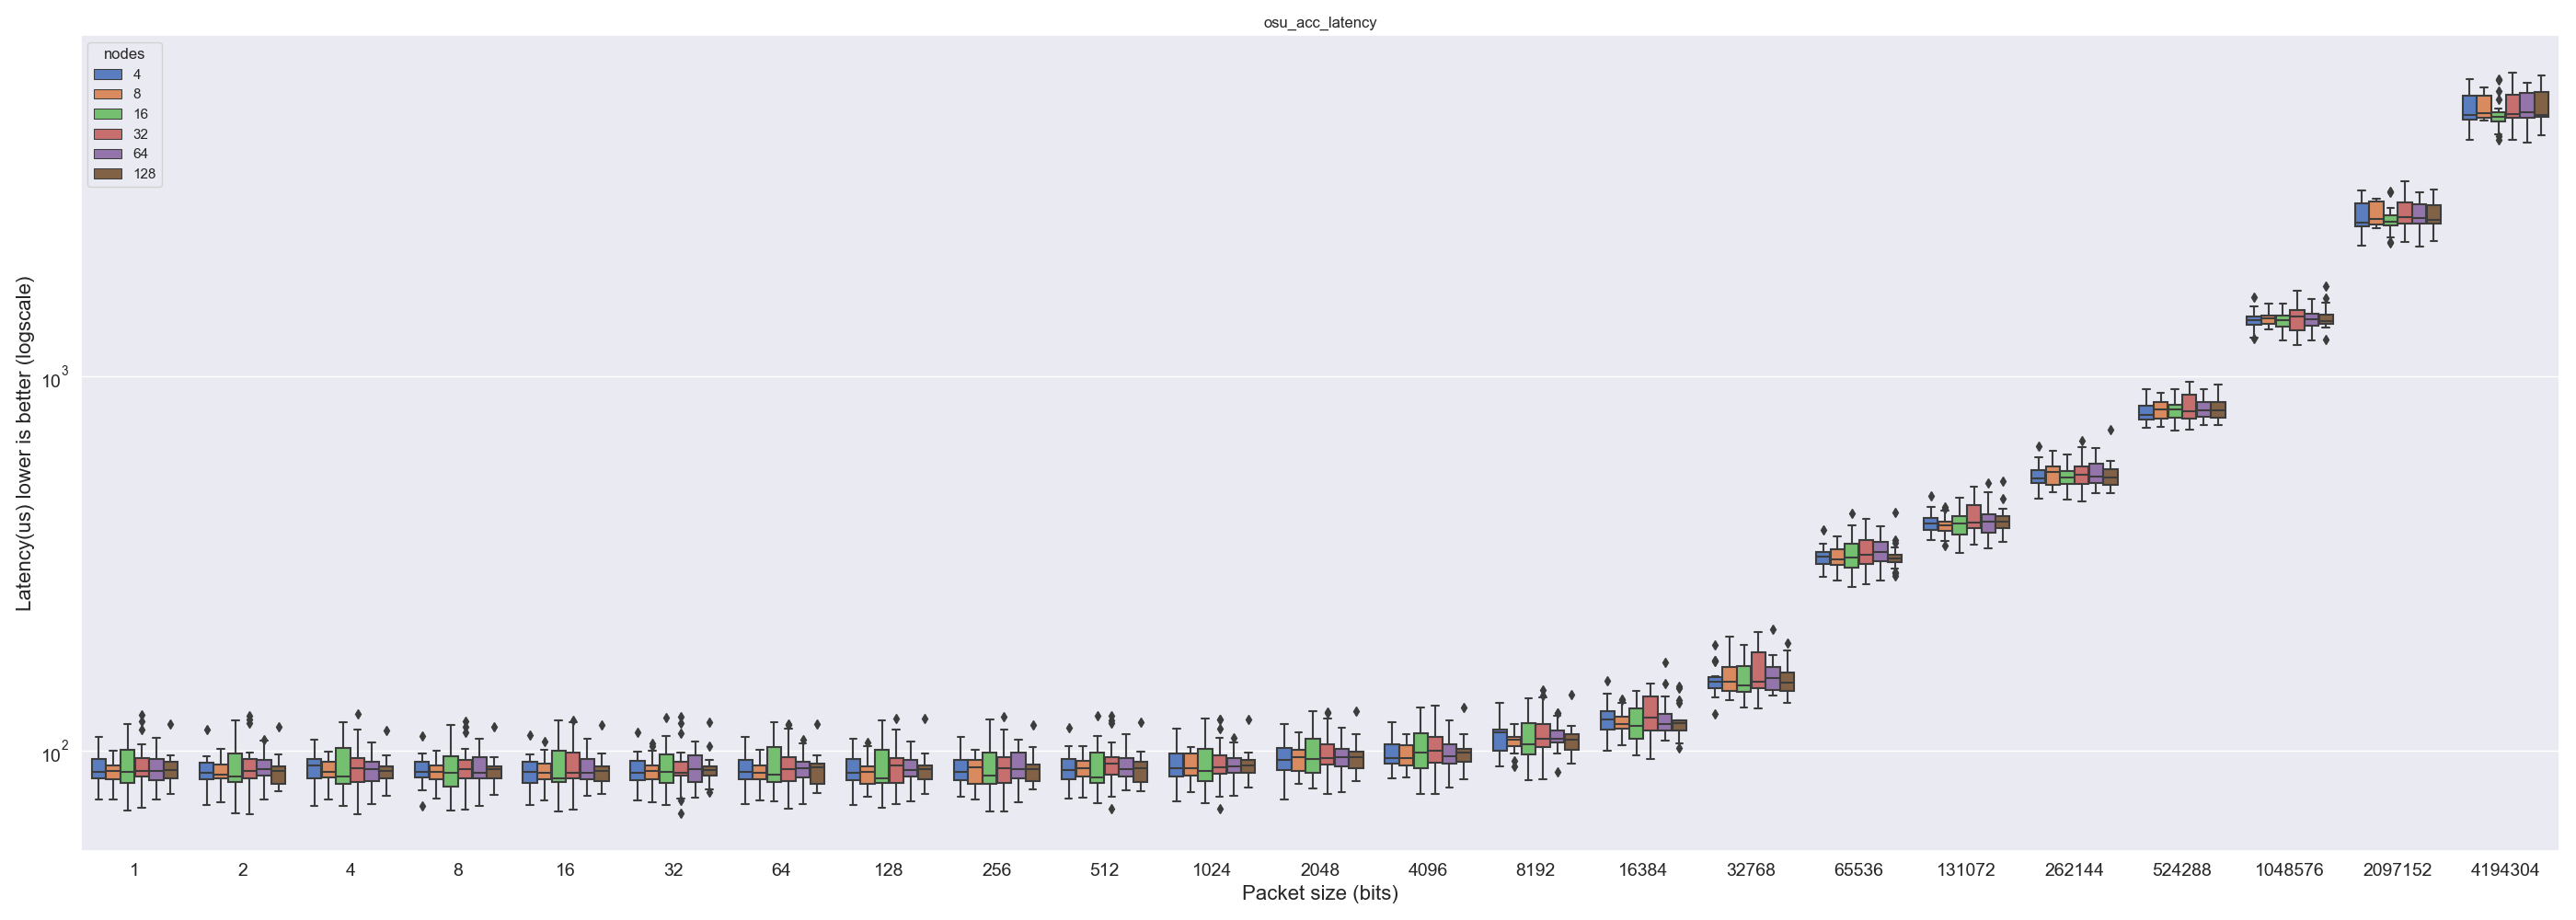 osu_acc_latency
nodes
4
8
16
32
64
128
Latency(us) lower is better (logscale)
10^3
10^2
1 2 4 8 16 32 64 128 256 512 1024 2048 4096 8192 16384 32768 65536 131072 262144 524288 1048576 2097152 4194304
Packet size (bits)